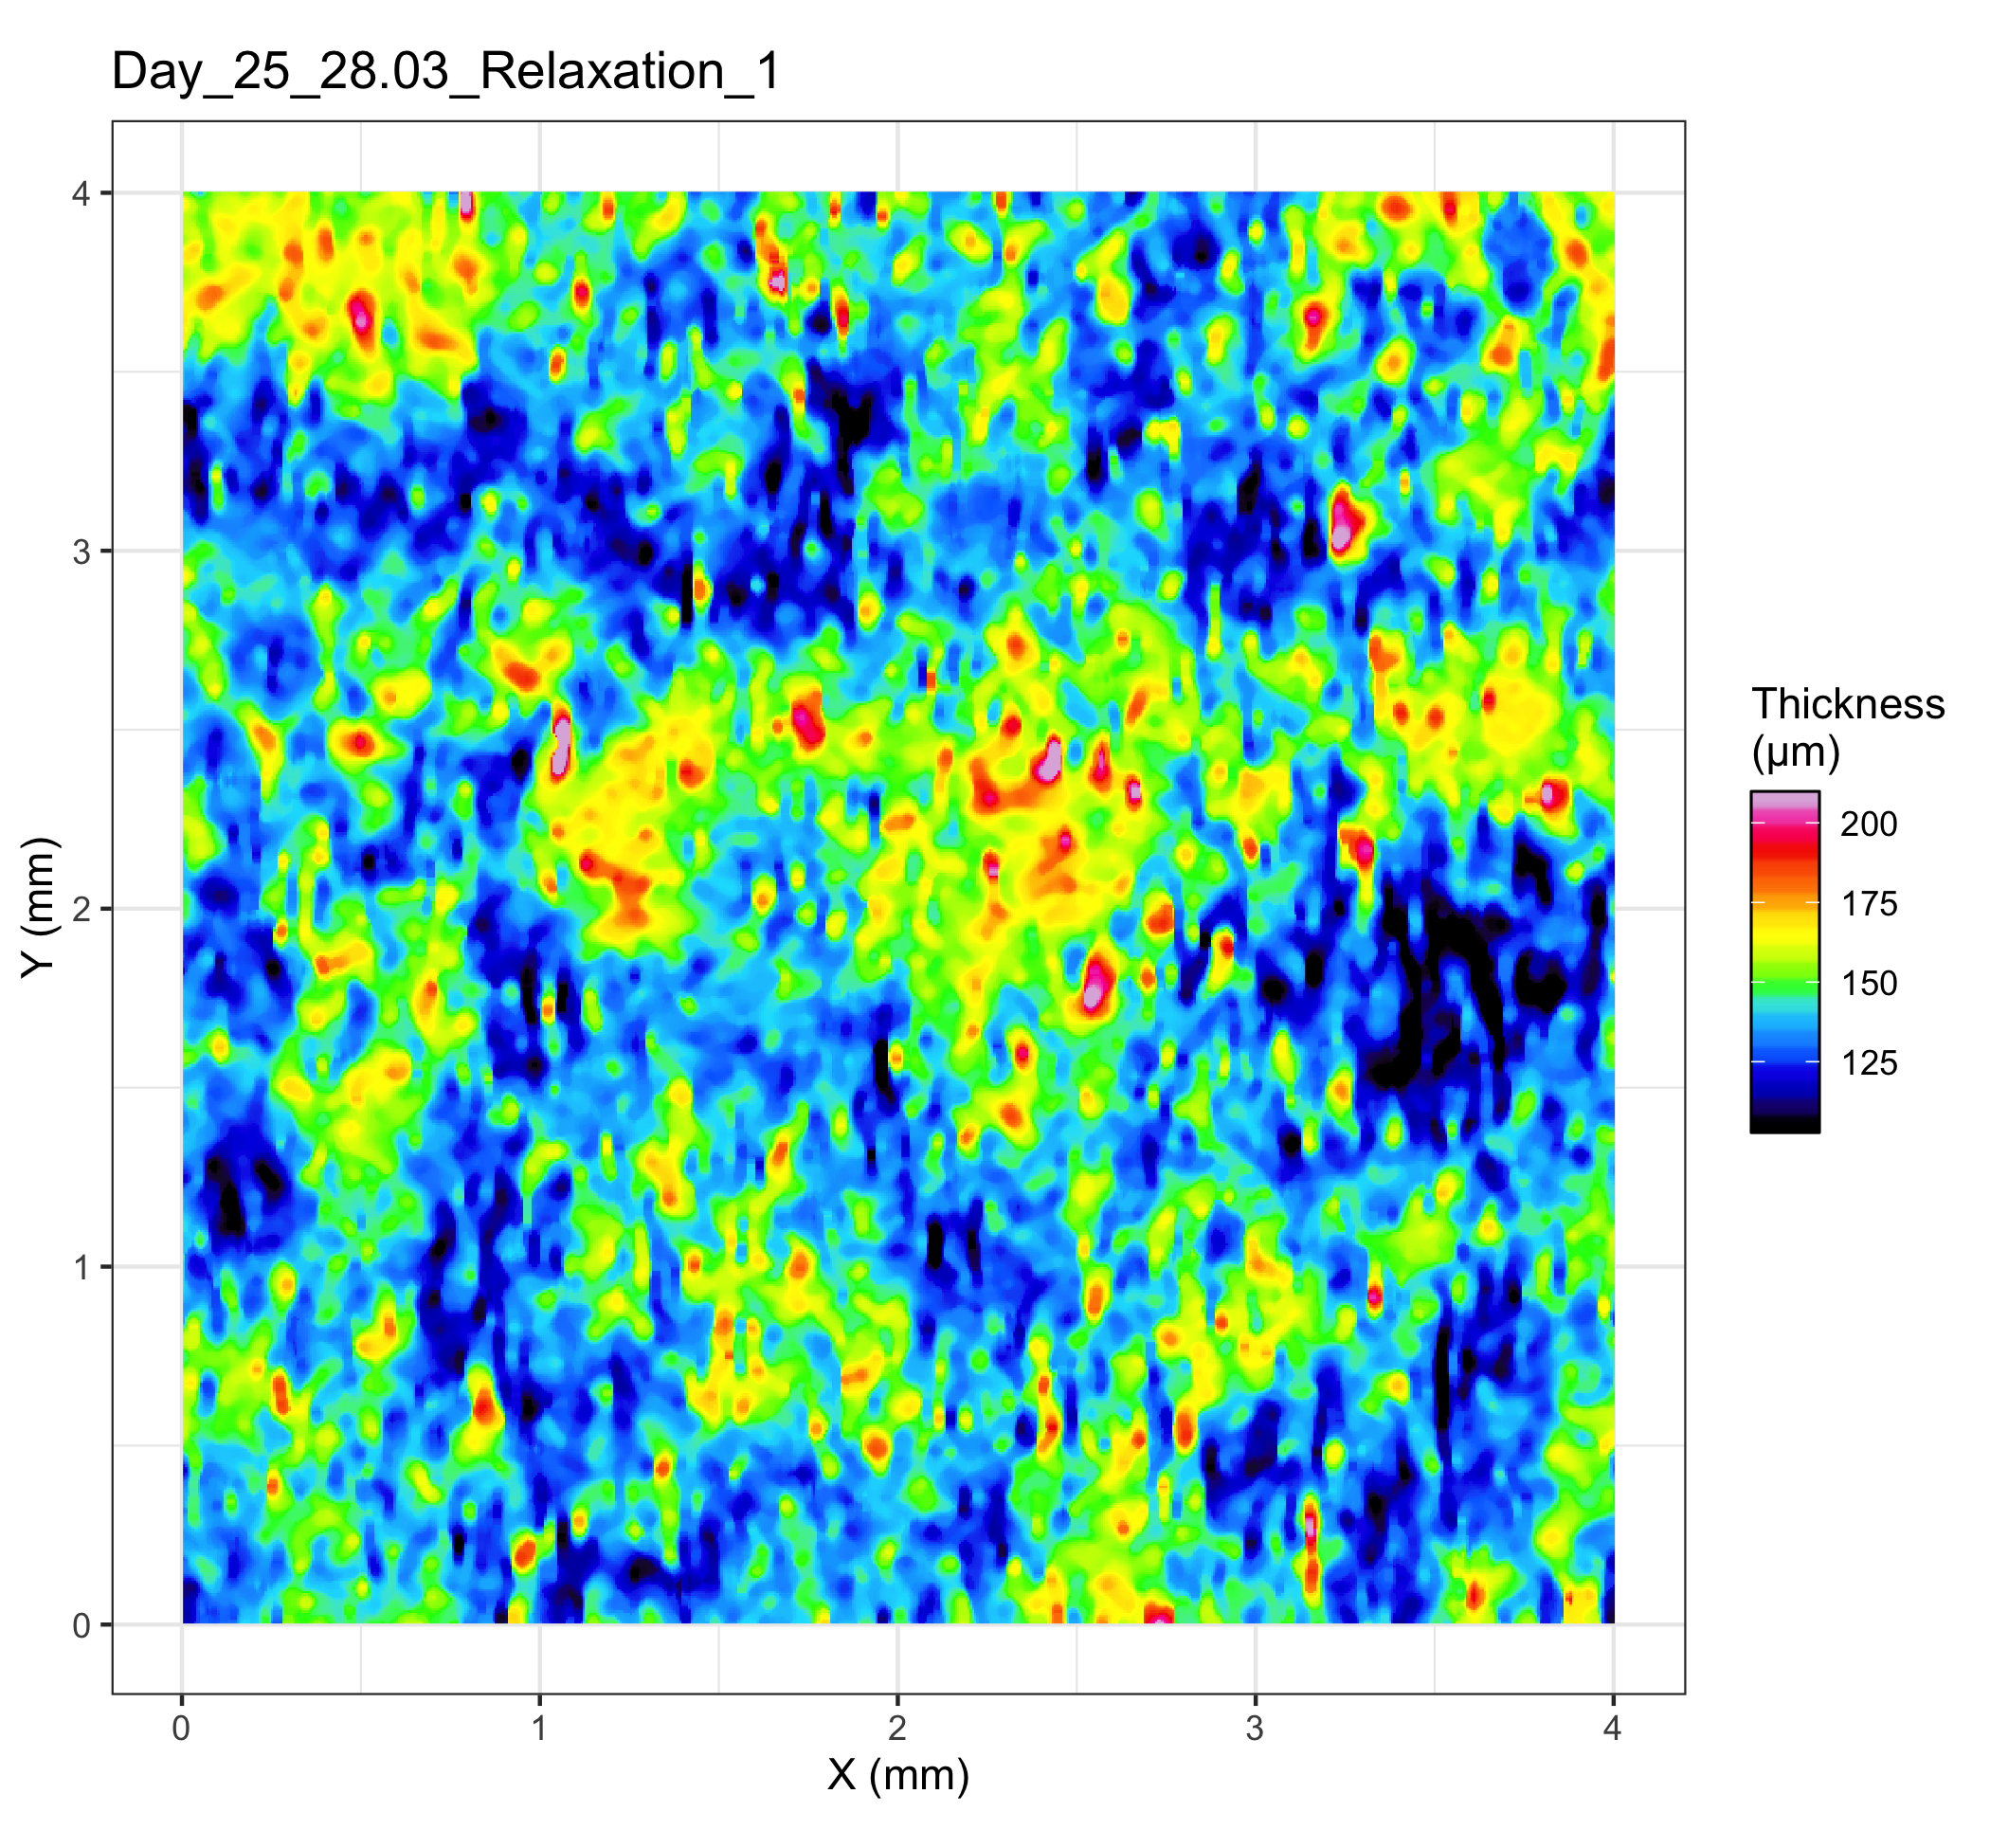 Day_25_28.03_Relaxation_1
4
3
2
1
0
Y (mm)
0 1 2 3 4
X (mm)
Thickness
(μm)
200
175
150
125